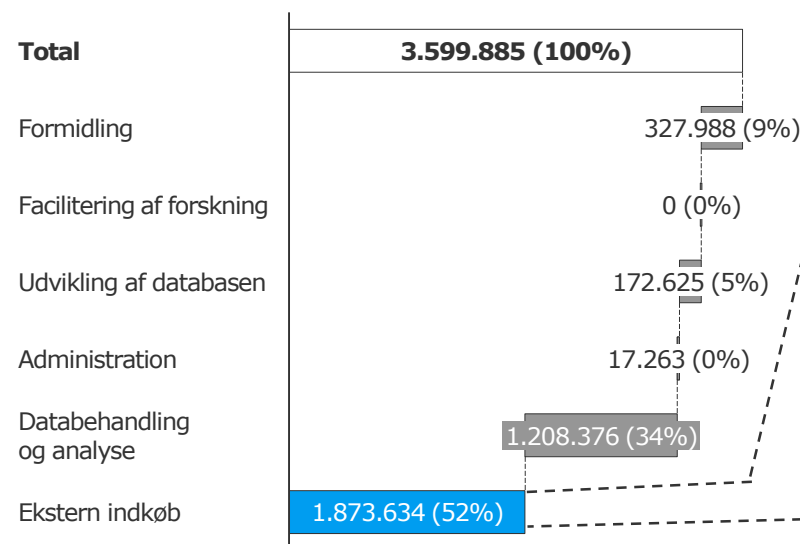 Total 3.599.885 (100%)
Formidling 327.988 (9%)
Facilitering af forskning 0 (0%)
Udvikling af databasen 172.625 (5%)
Administration 17.263 (0%)
Databehandling
og analyse 1.208.376 (34%)
Ekstern indkøb 1.873.634 (52%)